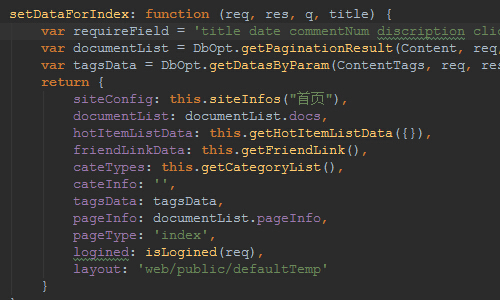 setDataForIndex: function (req, res, q, title) {
var requireField = 'title date commentNum discription
var documentList = DbOpt.getPaginationResult(Content, req,
var tagsData = DbOpt.getDatasByParam(ContentTags, req,
return {
siteConfig: this.siteInfos("首页"),
documentList: documentList.docs,
hotItemListData: this.getHotItemListData({}),
friendLinkData: this.getFriendLink(),
cateTypes: this.getCategoryList(),
cateInfo: '',
tagsData: tagsData,
pageInfo: documentList.pageInfo,
pageType: 'index',
logined: isLogined(req),
layout: 'web/public/defaultTemp'
}